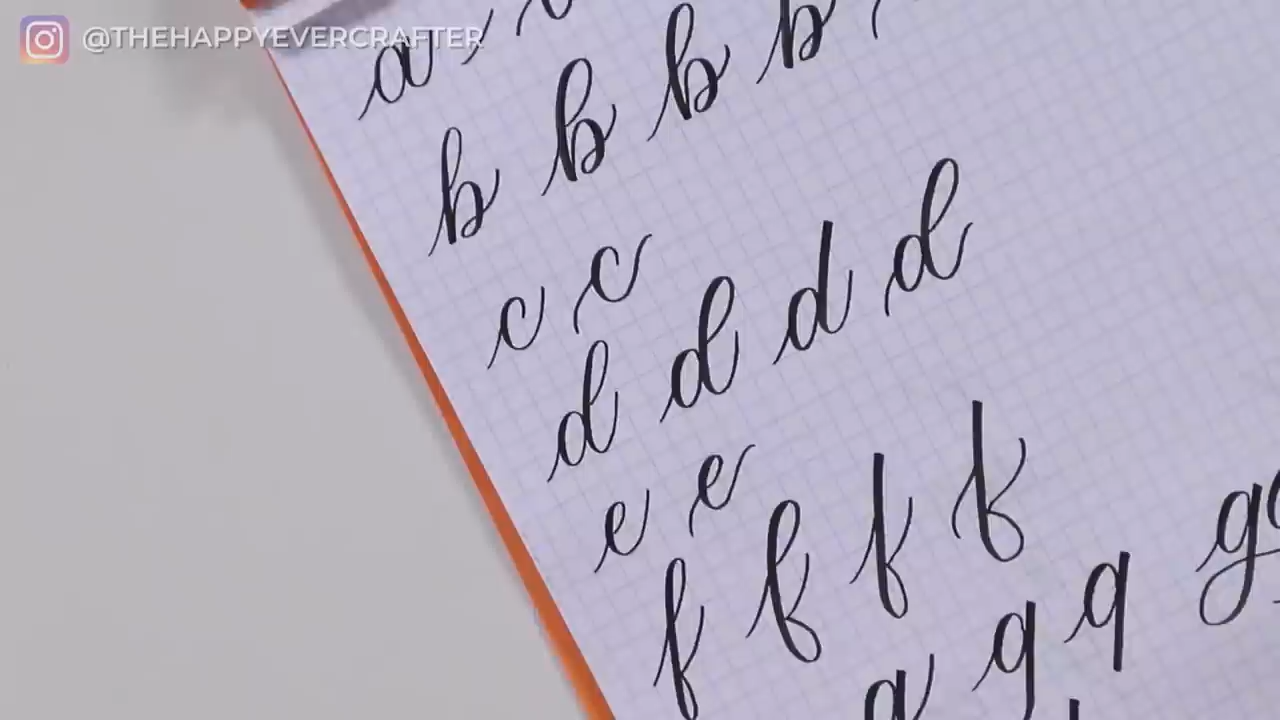 @THEHAPPYEVERCRAFTER
a
b b b b
c c
d d d d
e e
f f f f
g q g
a